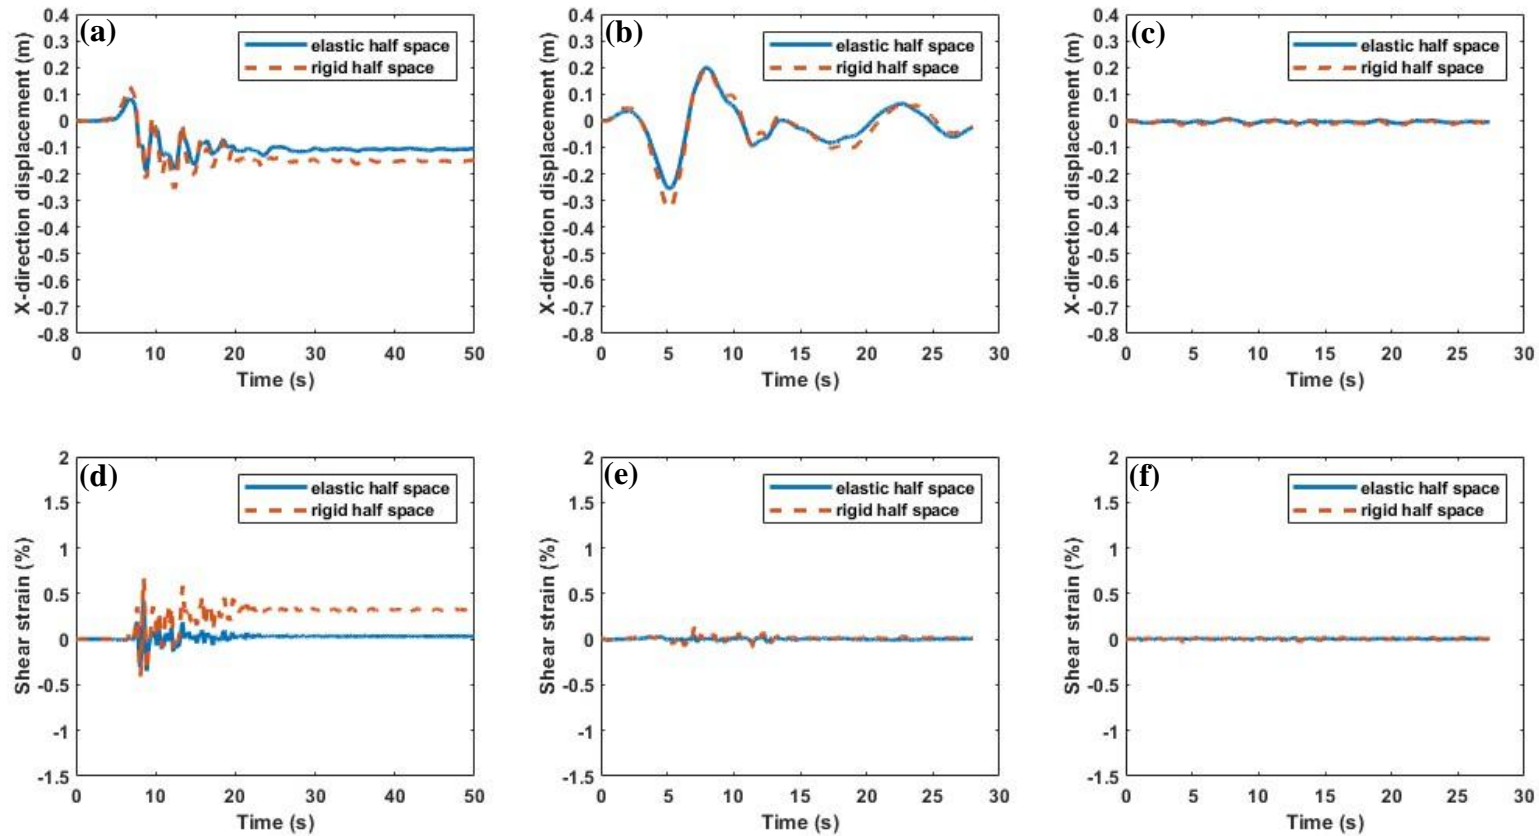 (a)
elastic half space
rigid half space
X-direction displacement (m)
0.4
0.3
0.2
0.1
0
-0.1
-0.2
-0.3
-0.4
-0.5
-0.6
-0.7
-0.8
0 10 20 30 40 50
Time (s)
(b)
elastic half space
rigid half space
X-direction displacement (m)
0.4
0.3
0.2
0.1
0
-0.1
-0.2
-0.3
-0.4
-0.5
-0.6
-0.7
-0.8
0 5 10 15 20 25 30
Time (s)
(c)
elastic half space
rigid half space
X-direction displacement (m)
0.4
0.3
0.2
0.1
0
-0.1
-0.2
-0.3
-0.4
-0.5
-0.6
-0.7
-0.8
0 5 10 15 20 25 30
Time (s)
(d)
elastic half space
rigid half space
Shear strain (%)
2
1.5
1
0.5
0
-0.5
-1
-1.5
0 10 20 30 40 50
Time (s)
(e)
elastic half space
rigid half space
Shear strain (%)
2
1.5
1
0.5
0
-0.5
-1
-1.5
0 5 10 15 20 25 30
Time (s)
(f)
elastic half space
rigid half space
Shear strain (%)
2
1.5
1
0.5
0
-0.5
-1
-1.5
0 5 10 15 20 25 30
Time (s)